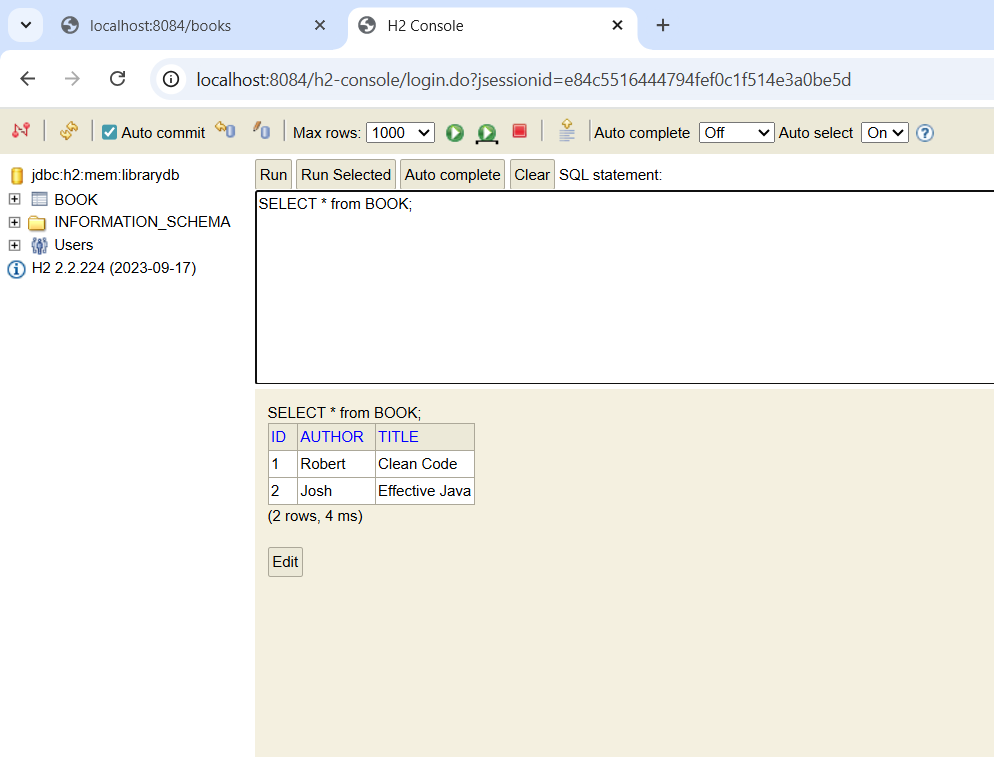 localhost:8084/books
H2 Console
localhost:8084/h2-console/login.do?jsessionid=e84c5516444794fef0c1f514e3a0be5d
Auto commit Max rows: 1000 Auto complete Off Auto select On ?
jdbc:h2:mem:librarydb
BOOK
INFORMATION_SCHEMA
Users
H2 2.2.224 (2023-09-17)
Run Run Selected Auto complete Clear SQL statement:
SELECT * from BOOK;
SELECT * from BOOK;
ID AUTHOR TITLE
1 Robert Clean Code
2 Josh Effective Java
(2 rows, 4 ms)
Edit